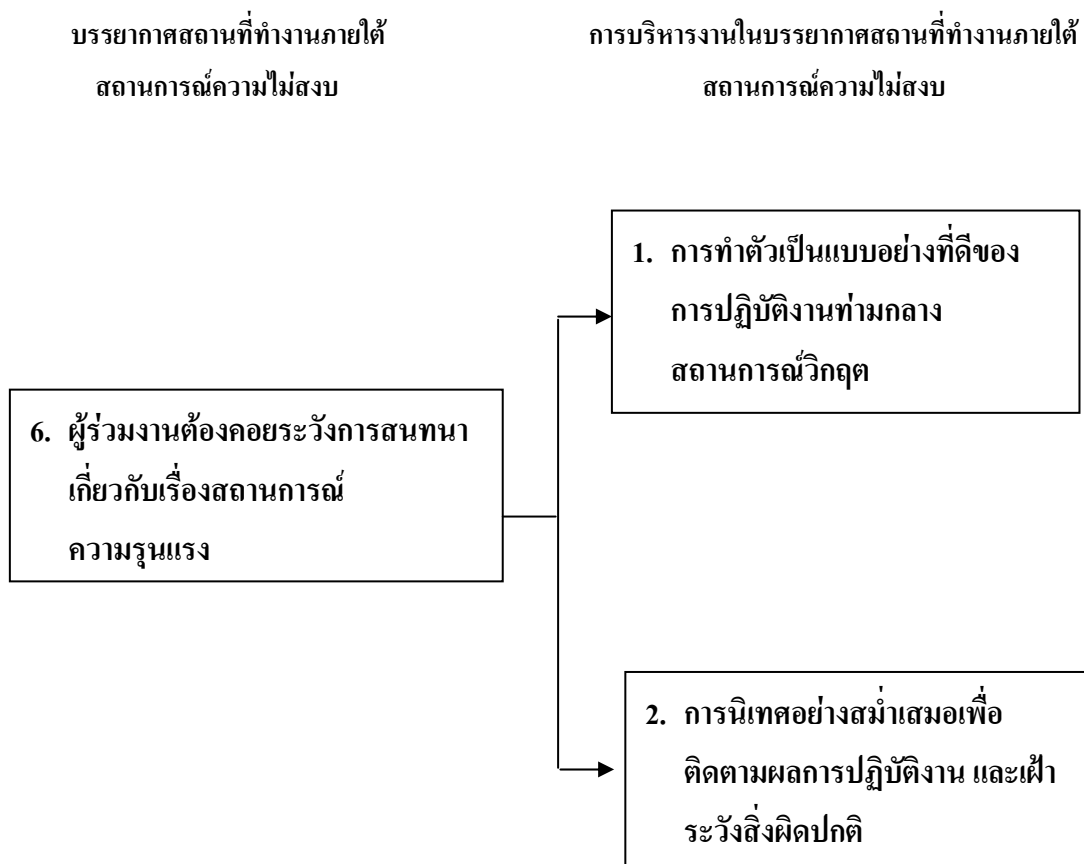 บรรยากาศสถานที่ทำงานภายใต้
สถานการณ์ความไม่สงบ
การบริหารงานในบรรยากาศสถานที่ทำงานภายใต้
สถานการณ์ความไม่สงบ
1. การทำตัวเป็นแบบอย่างที่ดีของ
การปฏิบัติงานท่ามกลาง
สถานการณ์วิกฤต
6. ผู้ร่วมงานต้องคอยระวังการสนทนา
เกี่ยวกับเรื่องสถานการณ์
ความรุนแรง
2. การนิเทศอย่างสม่ำเสมอเพื่อ
ติดตามผลการปฏิบัติงาน และเฝ้า
ระวังสิ่งผิดปกติ